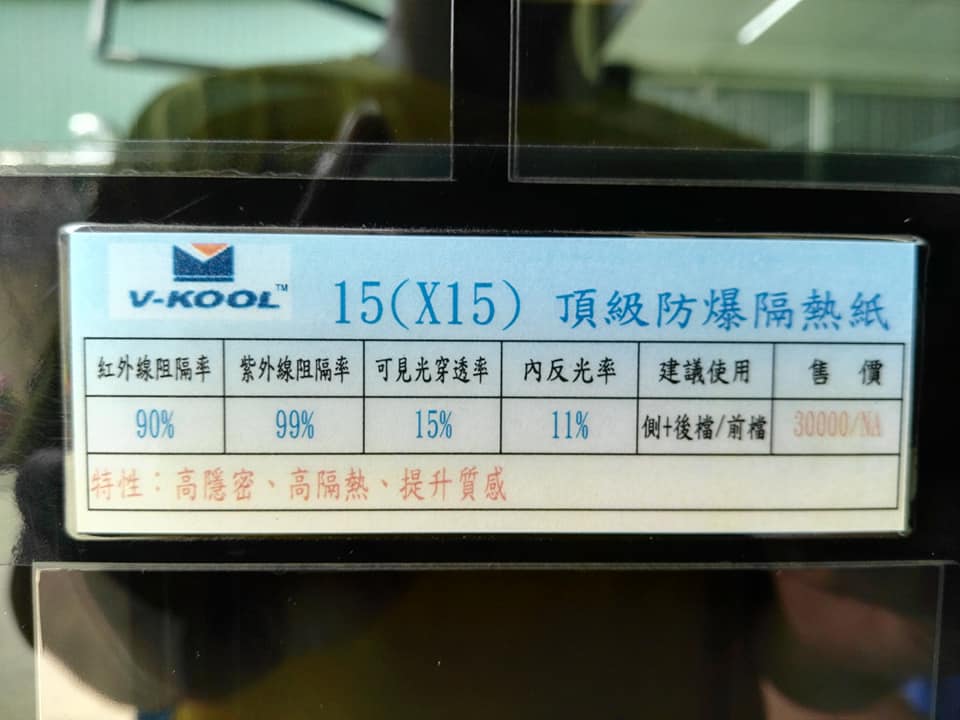 V-KOOL™ 15(X15) 頂級防爆隔熱紙
紅外線阻隔率 紫外線阻隔率 可見光穿透率 內反光率 建議使用 售 價
90% 99% 15% 11% 側+後檔/前檔 30000/NA
特性：高隱密、高隔熱、提升質感